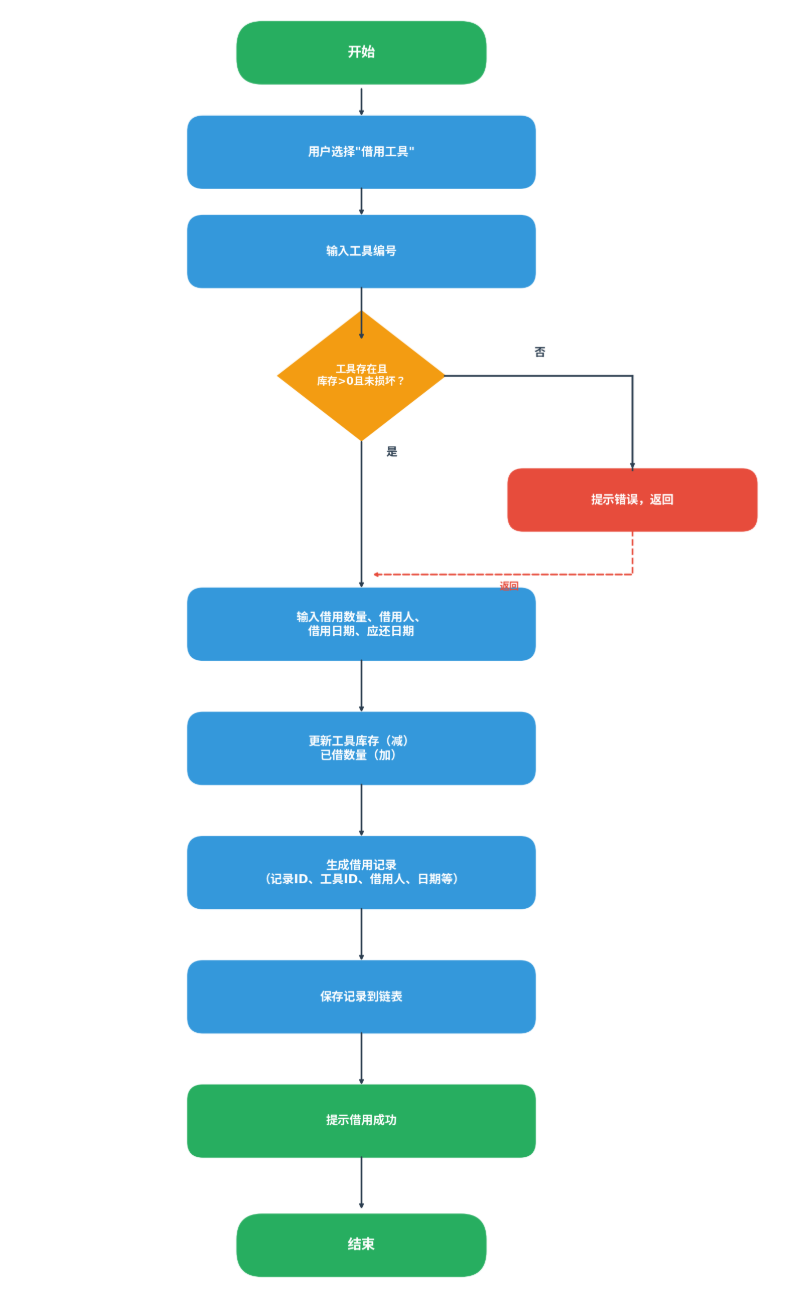 开始
用户选择"借用工具"
输入工具编号
工具存在且
库存>0且未损坏？
否
是
提示错误，返回
返回
输入借用数量、借用人、
借用日期、应还日期
更新工具库存（减）
已借数量（加）
生成借用记录
（记录ID、工具ID、借用人、日期等）
保存记录到链表
提示借用成功
结束